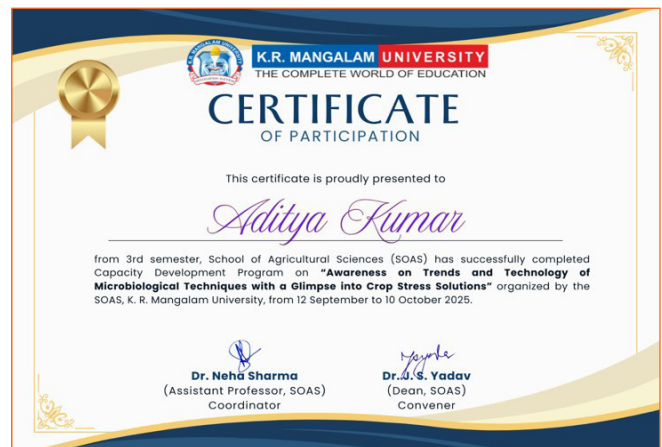 K.R. MANGALAM UNIVERSITY
THE COMPLETE WORLD OF EDUCATION
CERTIFICATE
OF PARTICIPATION
This certificate is proudly presented to
Aditya Kumar
from 3rd semester, School of Agricultural Sciences (SOAS) has successfully completed
Capacity Development Program on “Awareness on Trends and Technology of
Microbiological Techniques with a Glimpse into Crop Stress Solutions” organized by the
SOAS, K. R. Mangalam University, from 12 September to 10 October 2025.
Dr. Neha Sharma
(Assistant Professor, SOAS)
Coordinator
Dr.J. S. Yadav
(Dean, SOAS)
Convener